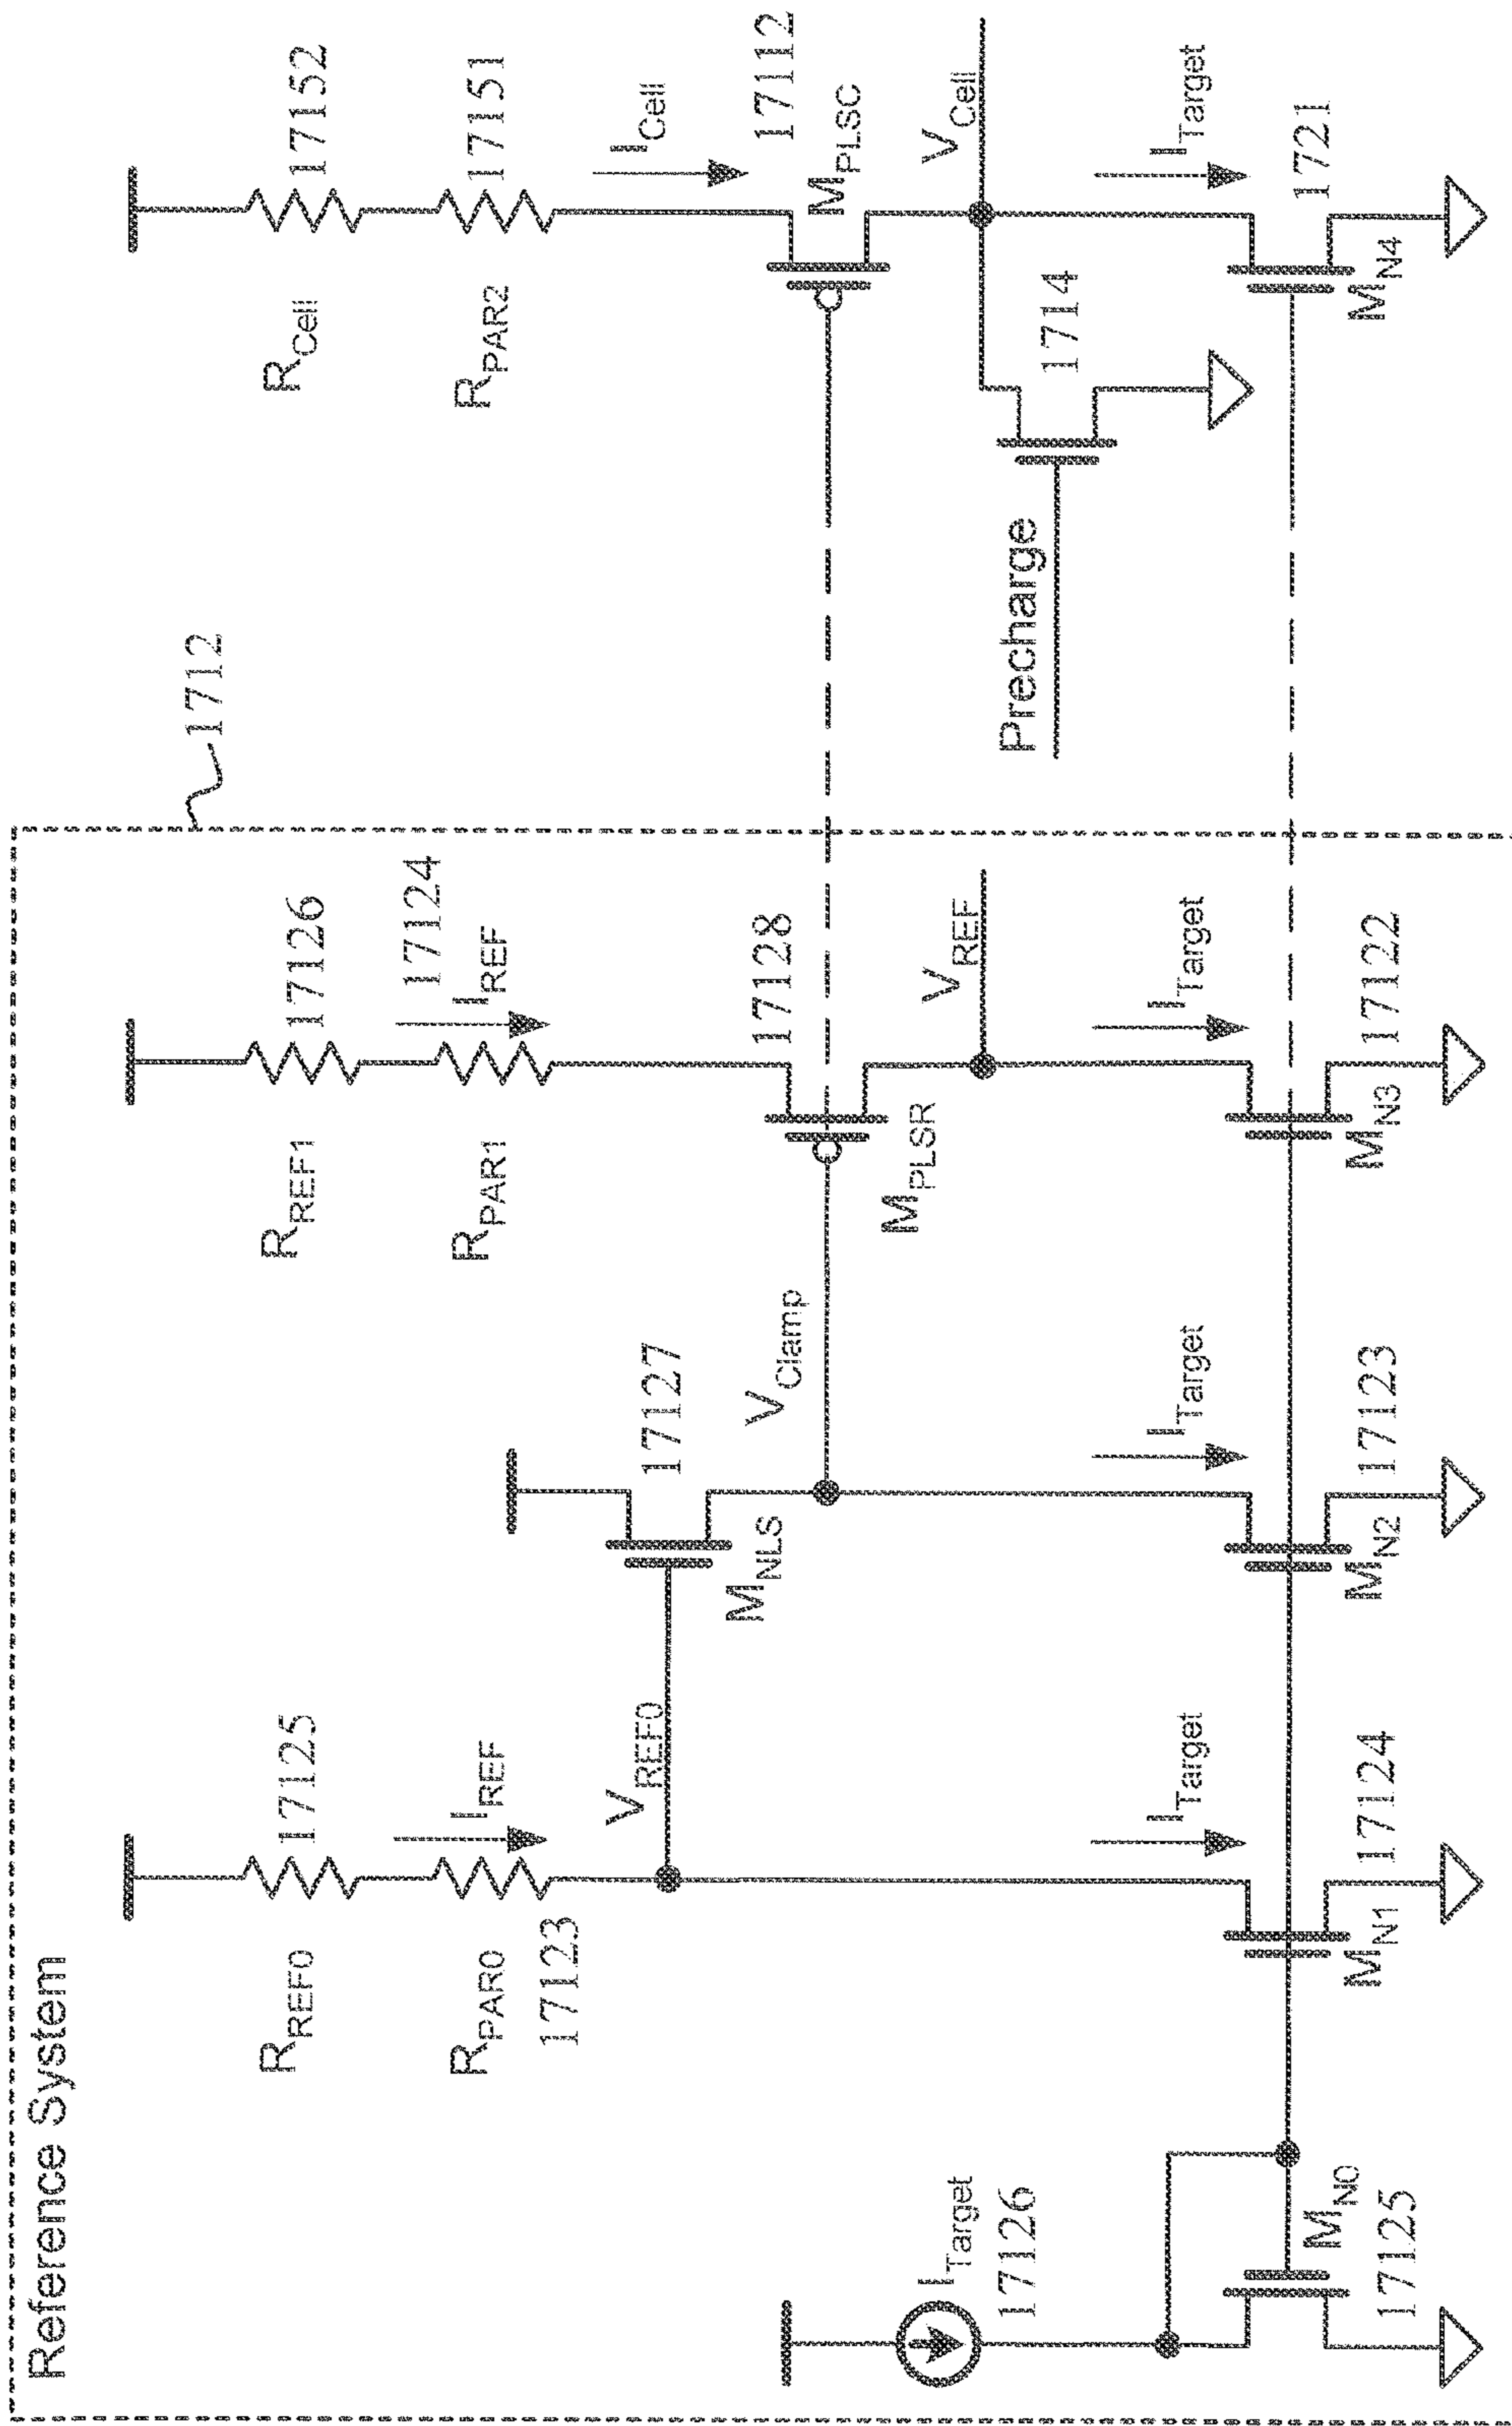 Reference System
1712
R_REF0
17125
R_PAR0
17123
I_REF
V_REF0
17127
M_NLS
V_Clamp
R_REF1
17126
R_PAR1
17124
I_REF
17128
M_PLSR
V_REF
R_Cell
17152
R_PAR2
17151
I_Cell
17112
M_PLSC
V_Cell
Precharge
1714
I_Target
17126
I_Target
I_Target
I_Target
I_Target
M_N0
17125
M_N1
17124
M_N2
17123
M_N3
17122
M_N4
1721